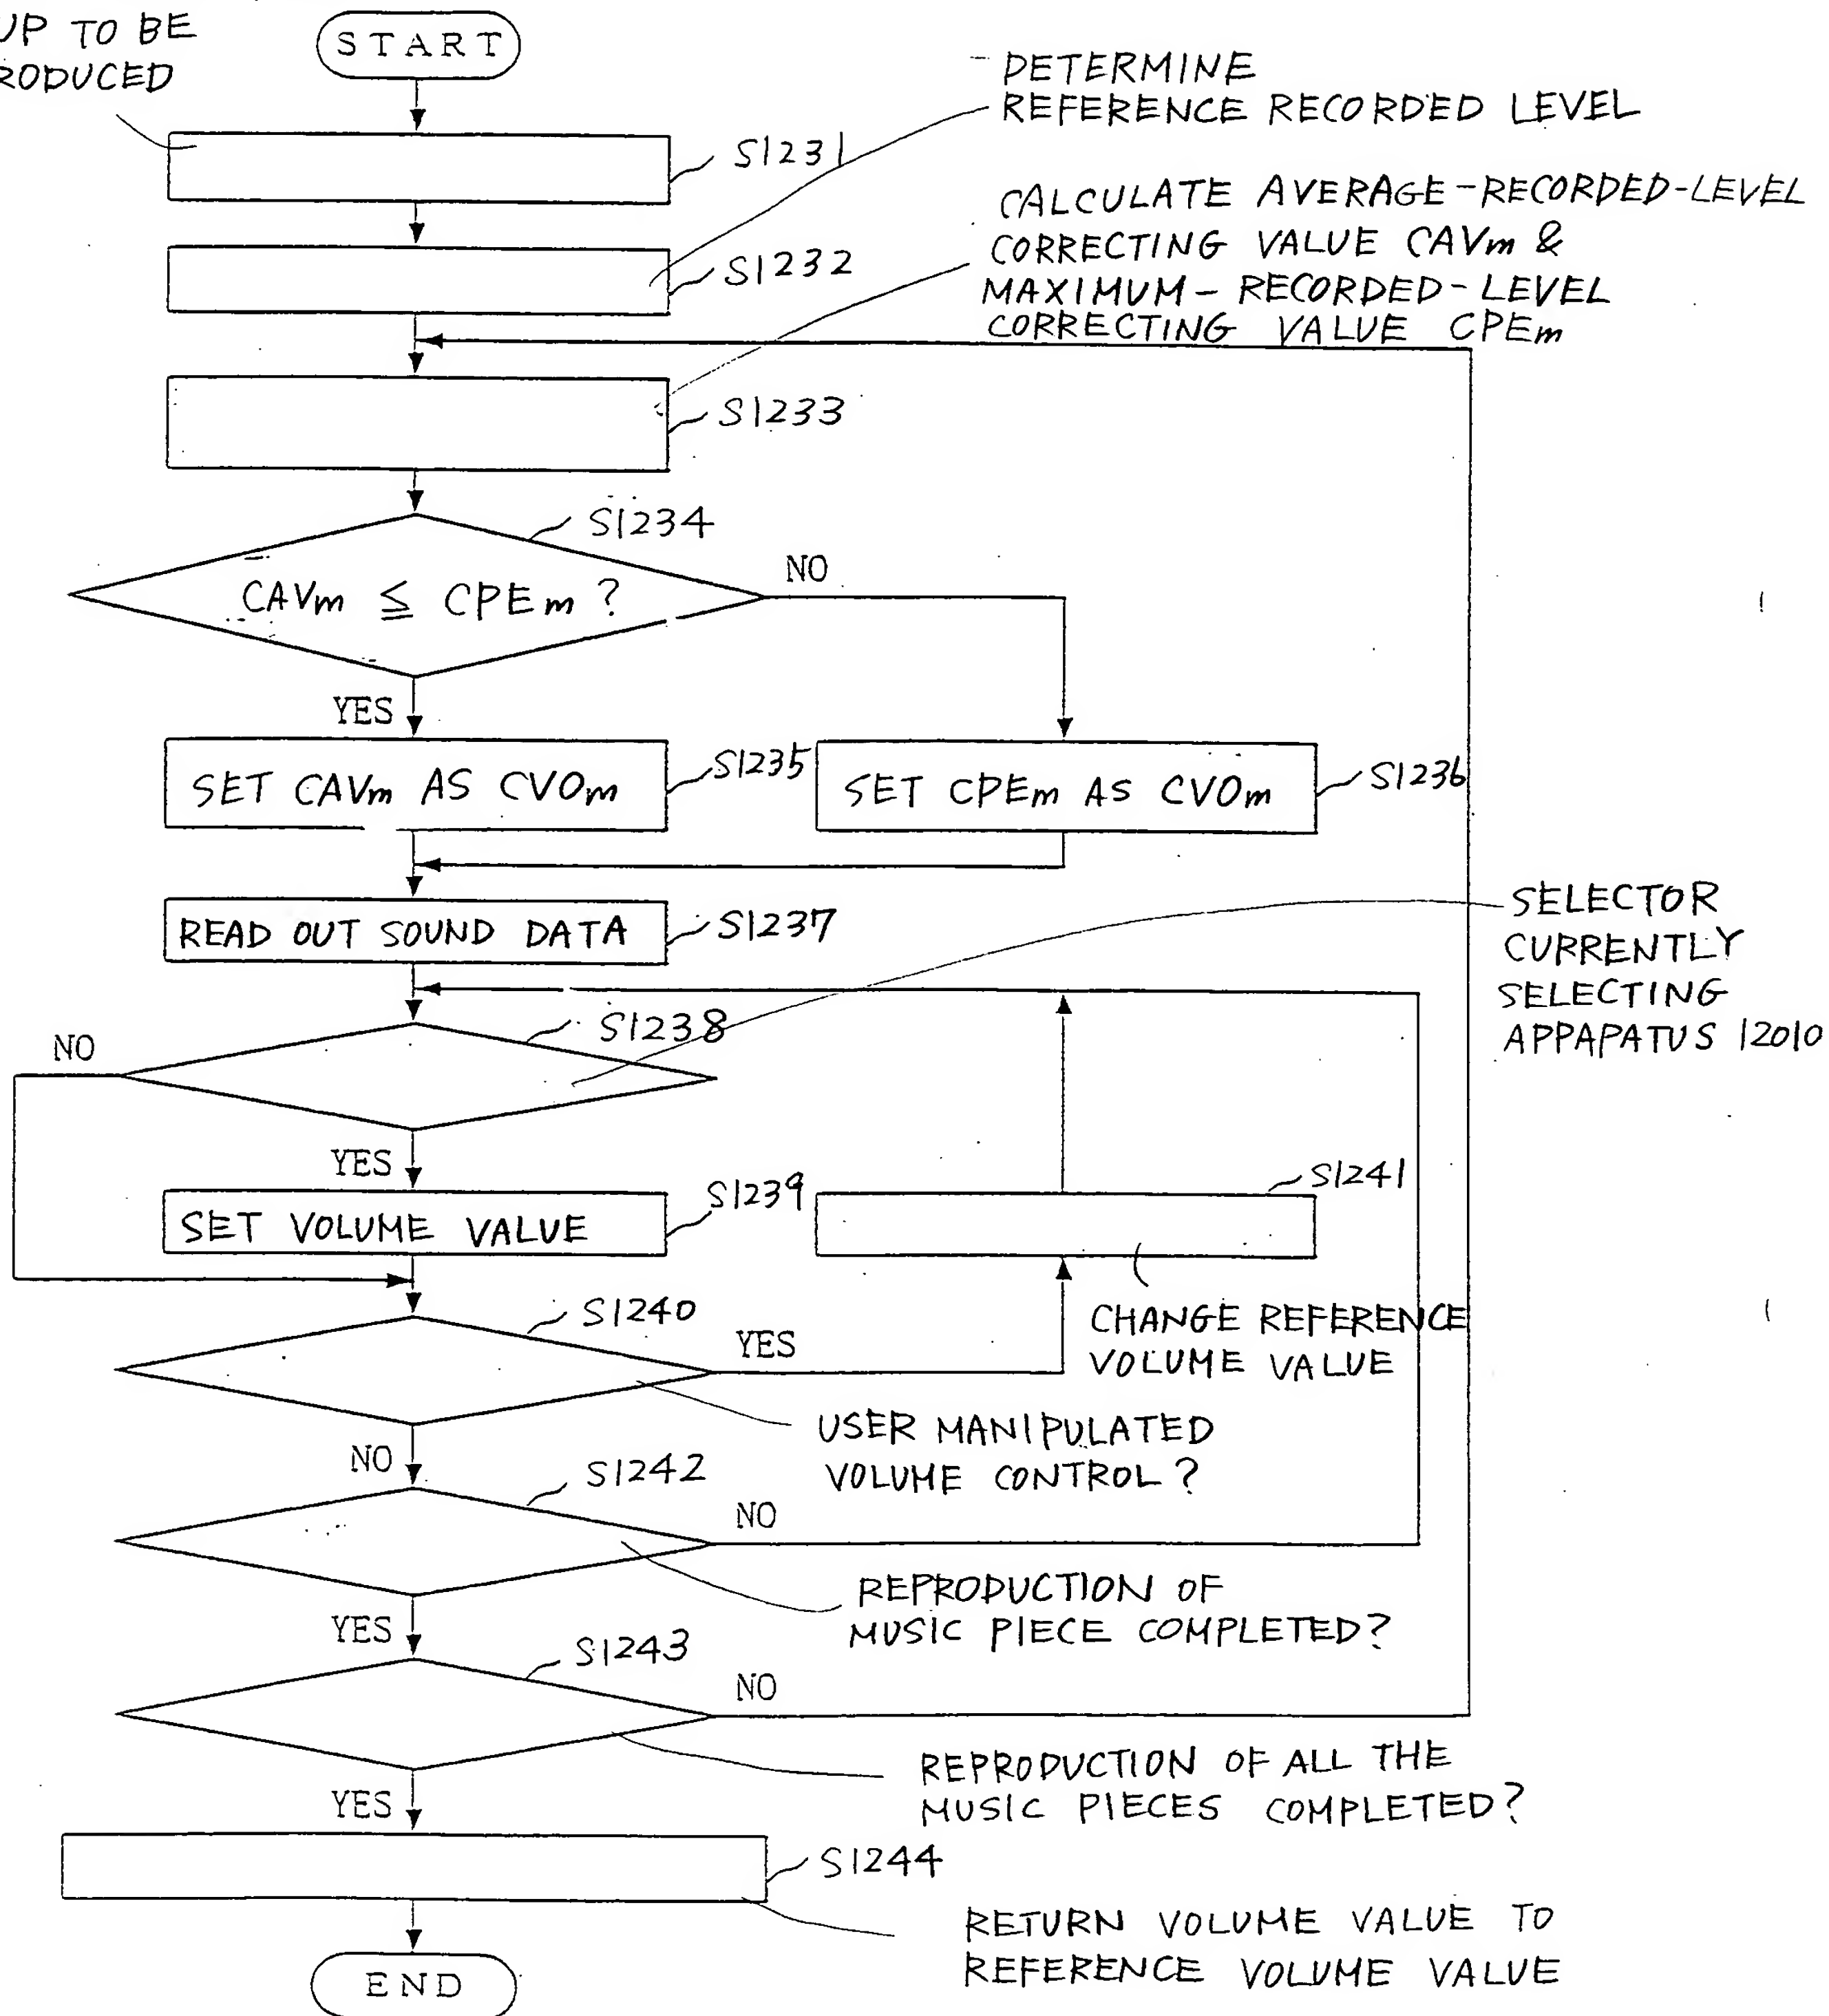 UP TO BE
RODUCED
START
DETERMINE
REFERENCE RECORDED LEVEL
S1231
CALCULATE AVERAGE-RECORDED-LEVEL
CORRECTING VALUE CAVm &
MAXIMUM-RECORDED-LEVEL
CORRECTING VALUE CPEm
S1232
S1233
S1234
CAVm ≦ CPEm ?
NO
YES
SET CAVm AS CVOm
S1235
SET CPEm AS CVOm
S1236
READ OUT SOUND DATA
S1237
SELECTOR
CURRENTLY
SELECTING
APPAPATUS 12010
S1238
NO
YES
SET VOLUME VALUE
S1239
S1241
CHANGE REFERENCE
VOLUME VALUE
S1240
YES
USER MANIPULATED
VOLUME CONTROL?
NO
S1242
NO
REPRODUCTION OF
MUSIC PIECE COMPLETED?
YES
S1243
NO
REPRODUCTION OF ALL THE
MUSIC PIECES COMPLETED?
YES
S1244
RETURN VOLUME VALUE TO
REFERENCE VOLUME VALUE
END